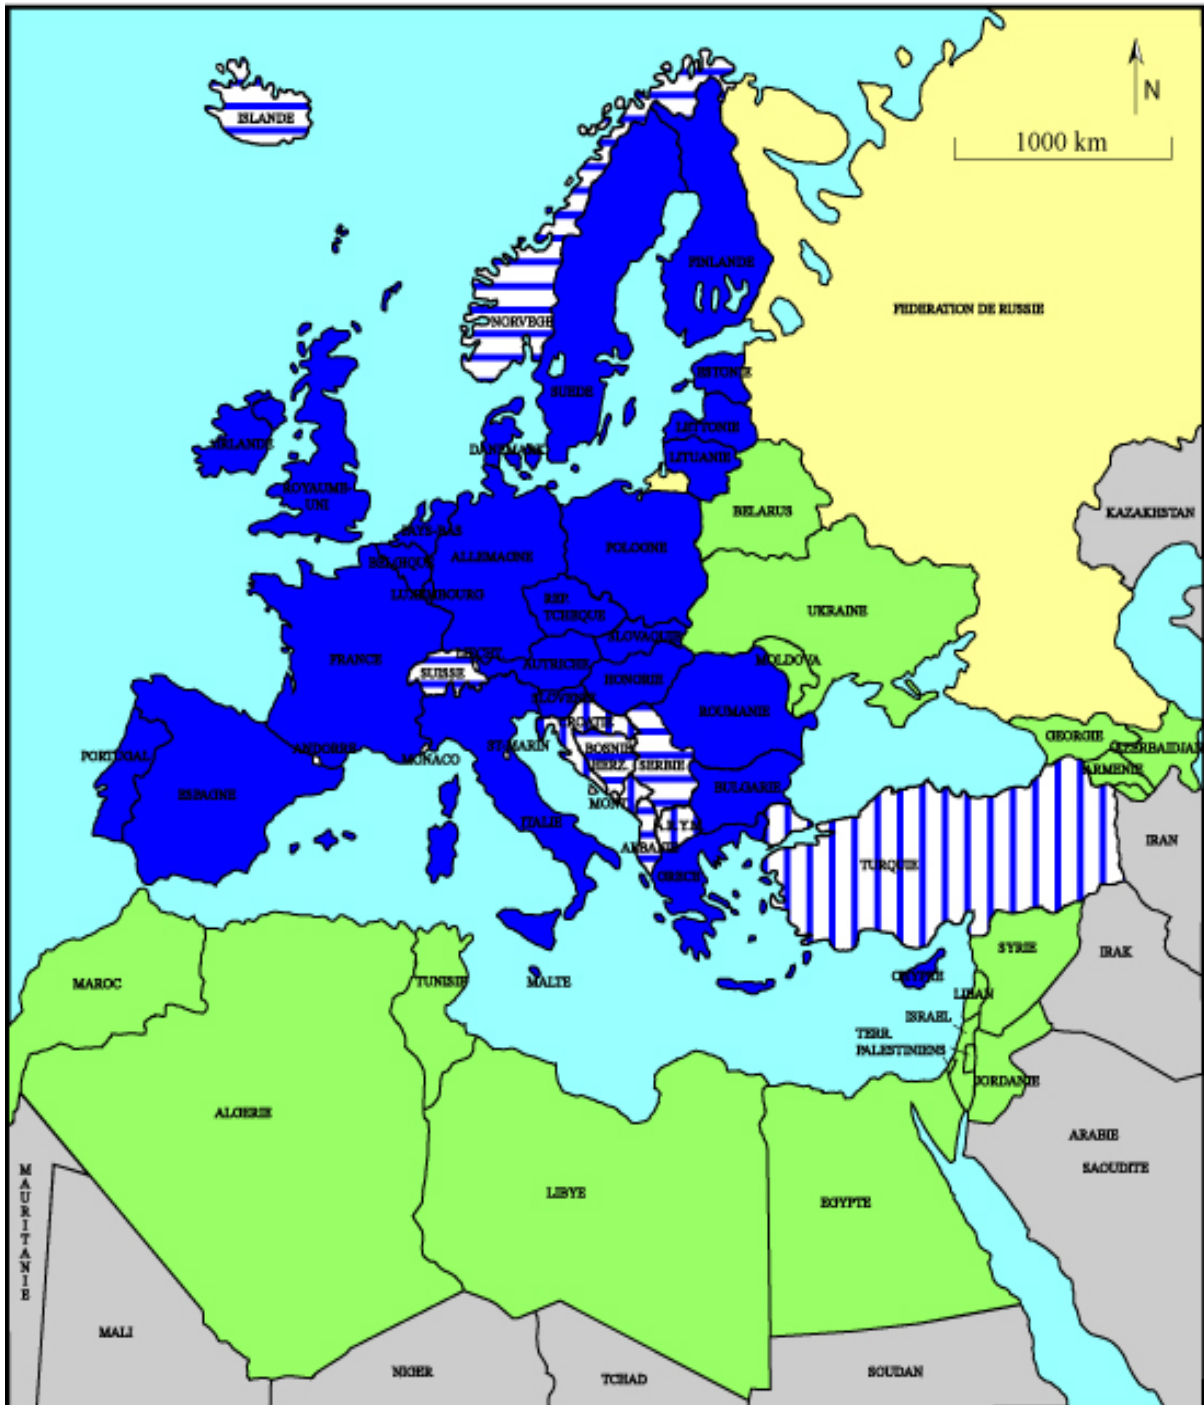 N
1000 km
ISLANDE
FINLANDE
FEDERATION DE RUSSIE
NORVEGE
ESTONIE
SUEDE
LETTONIE
IRLANDE
DANEMARK
LITUANIE
ROYAUME-
UNI
BELARUS
KAZAKHSTAN
PAYS-BAS
ALLEMAGNE
POLOGNE
BELGIQUE
LUXEMBOURG
REP.
TCHEQUE
UKRAINE
SLOVAQUIE
FRANCE
LIECHT.
AUTRICHE
MOLDOVA
SUISSE
HONGRIE
SLOVENIE
ROUMANIE
CROATIE
GEORGIE
PORTUGAL
ANDORRE
MONACO
ST-MARIN
BOSNIE
HERZ.
SERBIE
AZERBAIDJAN
ARMENIE
ESPAGNE
MONT.
BULGARIE
ITALIE
A.R.Y.M
ALBANIE
IRAN
TURQUIE
GRECE
MAROC
TUNISIE
MALTE
CHYPRE
SYRIE
IRAK
LIBAN
ISRAEL
TERR.
PALESTINIENS
JORDANIE
ALGERIE
ARABIE
SAOUDITE
MAURITANIE
LIBYE
EGYPTE
MALI
NIGER
TCHAD
SOUDAN